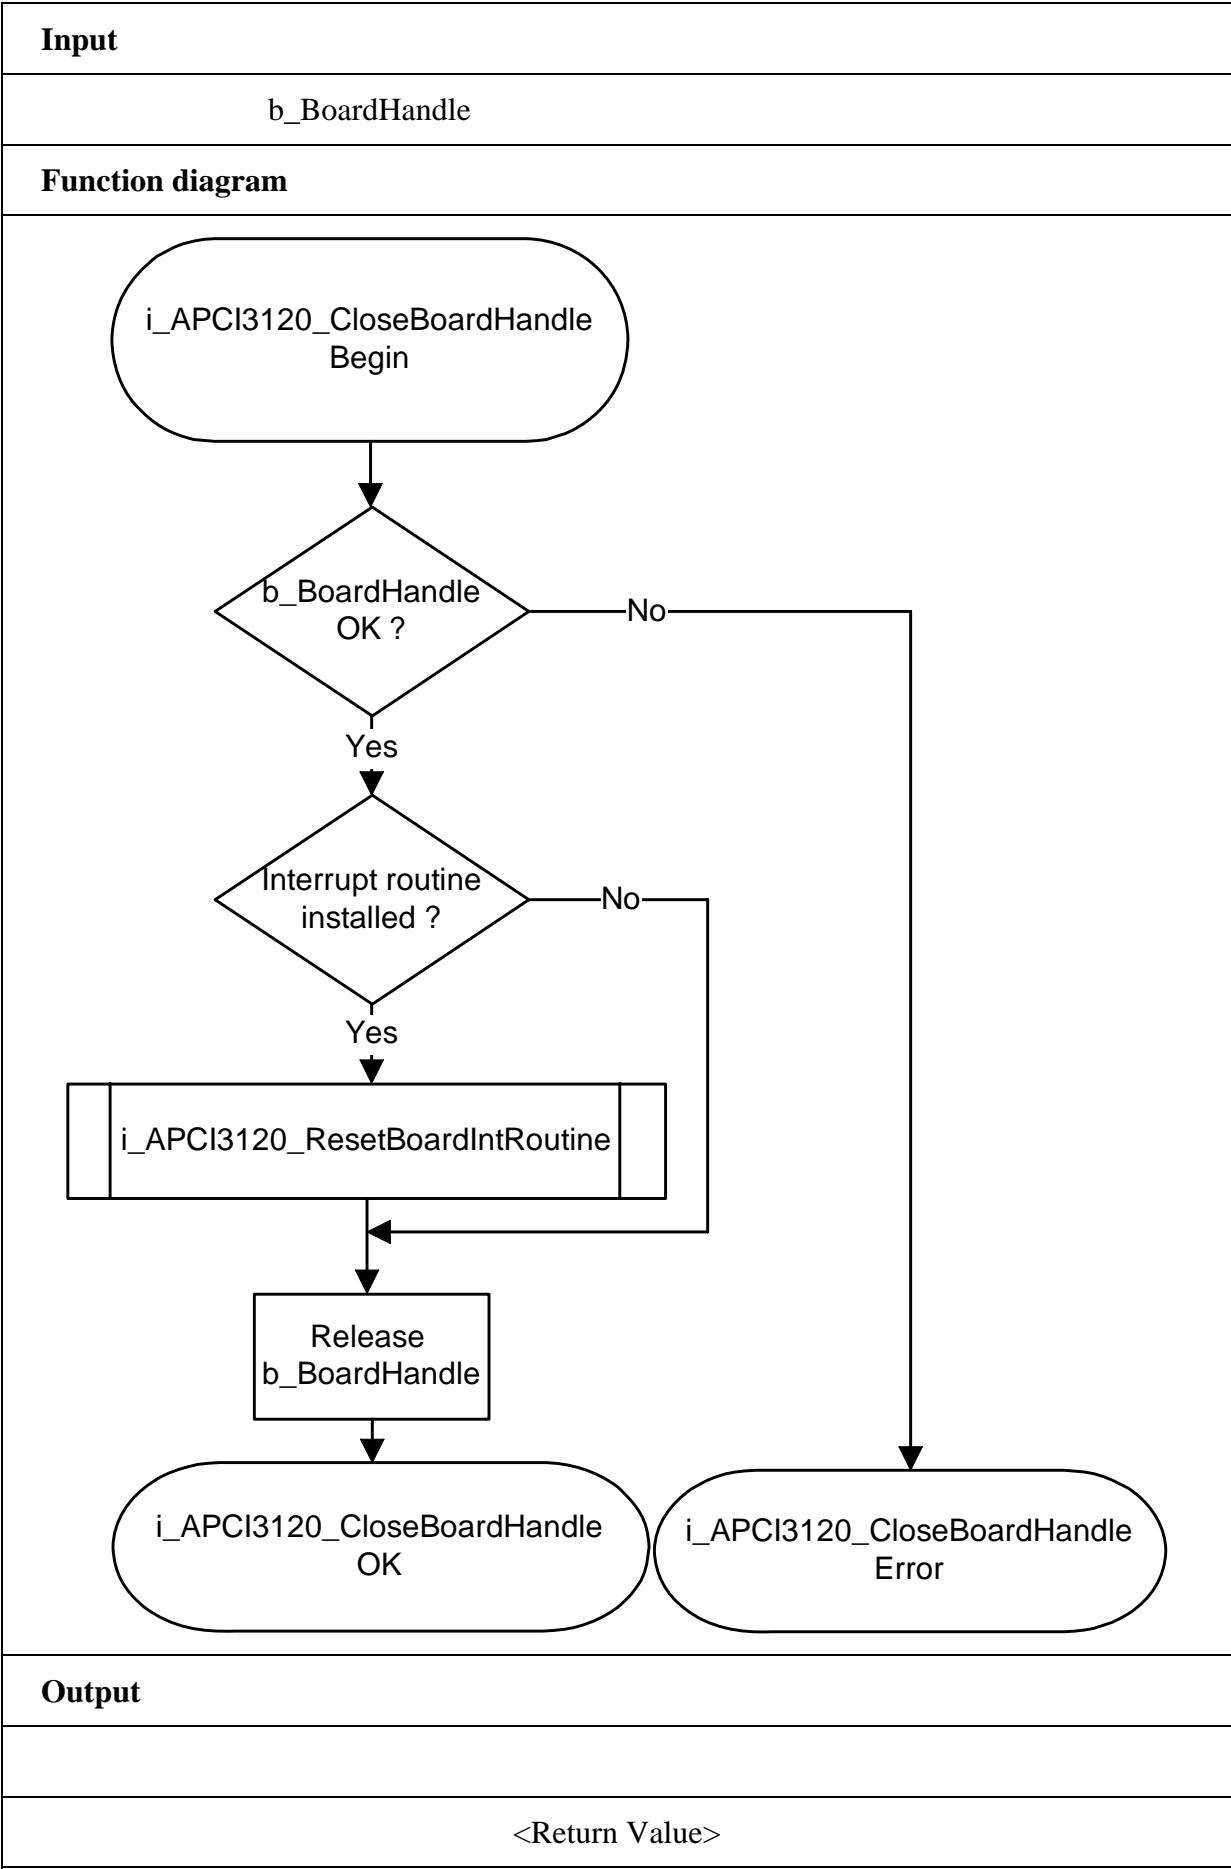 Input
b_BoardHandle
Function diagram
i_APCI3120_CloseBoardHandle
Begin
b_BoardHandle
OK ?
No
Yes
Interrupt routine
installed ?
No
Yes
i_APCI3120_ResetBoardIntRoutine
Release
b_BoardHandle
i_APCI3120_CloseBoardHandle
OK
i_APCI3120_CloseBoardHandle
Error
Output
<Return Value>